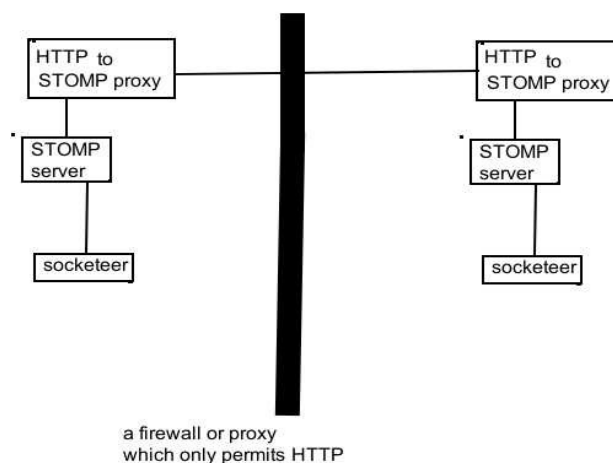 HTTP to
STOMP proxy
STOMP
server
socketeer
HTTP to
STOMP proxy
STOMP
server
socketeer
a firewall or proxy
which only permits HTTP